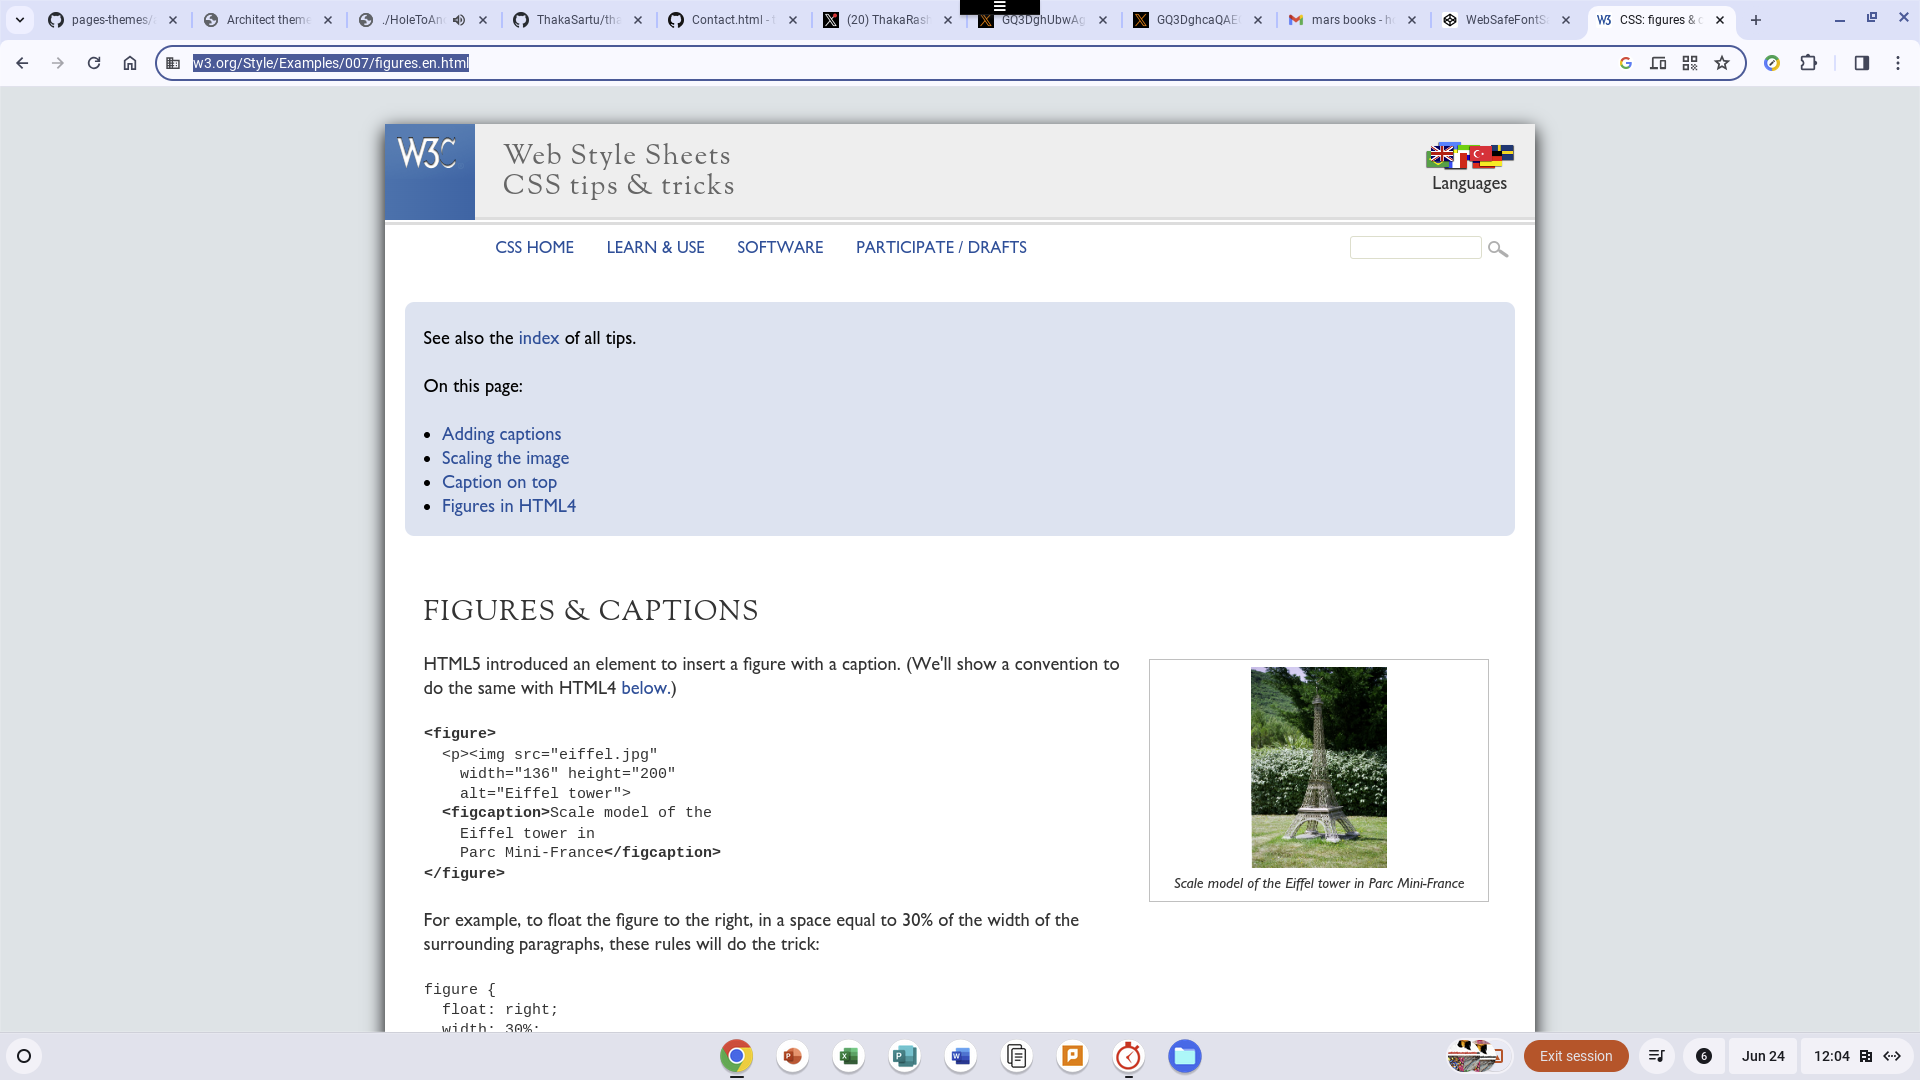 pages-themes/
Architect theme
./HoleToAn
ThakaSartu/tha
Contact.html - t
(20) ThakaRash
GQ3DghUbwAg
GQ3DghcaQAE
mars books - h
WebSafeFontS
CSS: figures &
w3.org/Style/Examples/007/figures.en.html
W3C
Web Style Sheets
CSS tips & tricks
Languages
CSS HOME LEARN & USE SOFTWARE PARTICIPATE / DRAFTS
See also the index of all tips.
On this page:
• Adding captions
• Scaling the image
• Caption on top
• Figures in HTML4
FIGURES & CAPTIONS
HTML5 introduced an element to insert a figure with a caption. (We'll show a convention to
do the same with HTML4 below.)
<figure>
<p><img src="eiffel.jpg"
width="136" height="200"
alt="Eiffel tower">
<figcaption>Scale model of the
Eiffel tower in
Parc Mini-France</figcaption>
</figure>
Scale model of the Eiffel tower in Parc Mini-France
For example, to float the figure to the right, in a space equal to 30% of the width of the
surrounding paragraphs, these rules will do the trick:
figure {
float: right;
width: 30%;
Exit session
6
Jun 24
12:04